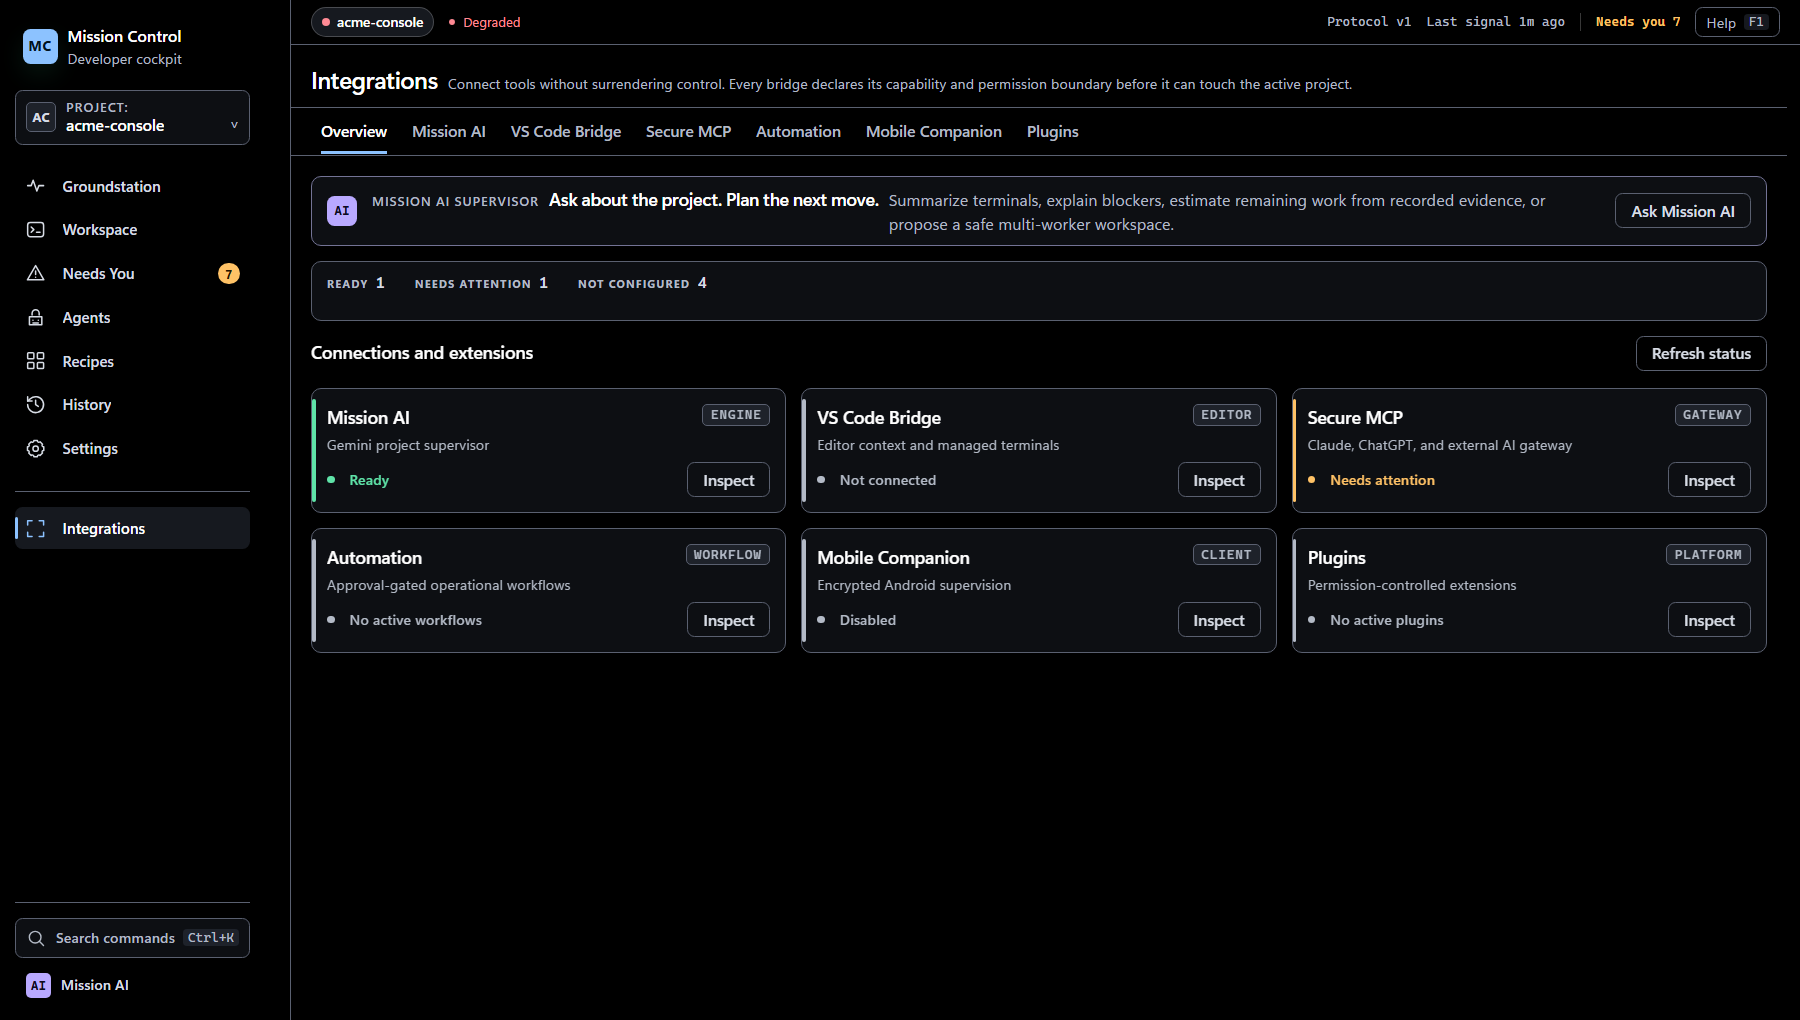 MC
Mission Control
Developer cockpit
AC
PROJECT:
acme-console
v
Groundstation
Workspace
Needs You 7
Agents
Recipes
History
Settings
Integrations
Search commands Ctrl+K
AI Mission AI
acme-console Degraded
Protocol v1 Last signal 1m ago Needs you 7 Help F1
Integrations Connect tools without surrendering control. Every bridge declares its capability and permission boundary before it can touch the active project.
Overview Mission AI VS Code Bridge Secure MCP Automation Mobile Companion Plugins
AI MISSION AI SUPERVISOR Ask about the project. Plan the next move. Summarize terminals, explain blockers, estimate remaining work from recorded evidence, or
propose a safe multi-worker workspace.
Ask Mission AI
READY 1 NEEDS ATTENTION 1 NOT CONFIGURED 4
Connections and extensions Refresh status
Mission AI ENGINE
Gemini project supervisor
Ready Inspect
VS Code Bridge EDITOR
Editor context and managed terminals
Not connected Inspect
Secure MCP GATEWAY
Claude, ChatGPT, and external AI gateway
Needs attention Inspect
Automation WORKFLOW
Approval-gated operational workflows
No active workflows Inspect
Mobile Companion CLIENT
Encrypted Android supervision
Disabled Inspect
Plugins PLATFORM
Permission-controlled extensions
No active plugins Inspect